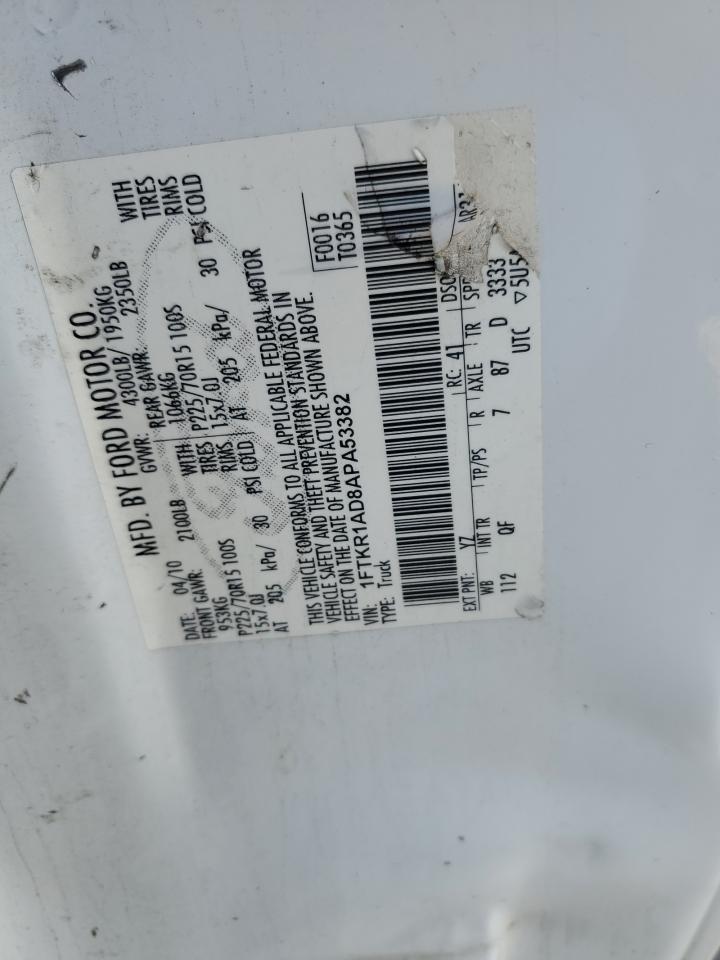 MFD. BY FORD MOTOR CO.
DATE: 04/10 GVWR: 4300LB/ 1950KG
FRONT GAWR: 2100LB REAR GAWR: 2350LB
953KG WITH 1066KG WITH
P225/70R15 100S TIRES P225/70R15 100S TIRES
15x7.0J RIMS 15x7.0J RIMS
AT 205 kPa/ 30 PSI COLD AT 205 kPa/ 30 PSI COLD
THIS VEHICLE CONFORMS TO ALL APPLICABLE FEDERAL MOTOR
VEHICLE SAFETY AND THEFT PREVENTION STANDARDS IN
EFFECT ON THE DATE OF MANUFACTURE SHOWN ABOVE.
VIN: 1FTKR1AD8APA53382 F0016
TYPE: Truck T0365
EXT PNT: YZ RC: 41 DSO
WB INT TR TP/PS R AXLE TR
112 QF 7 87 D 3333
UTC ▽5U5